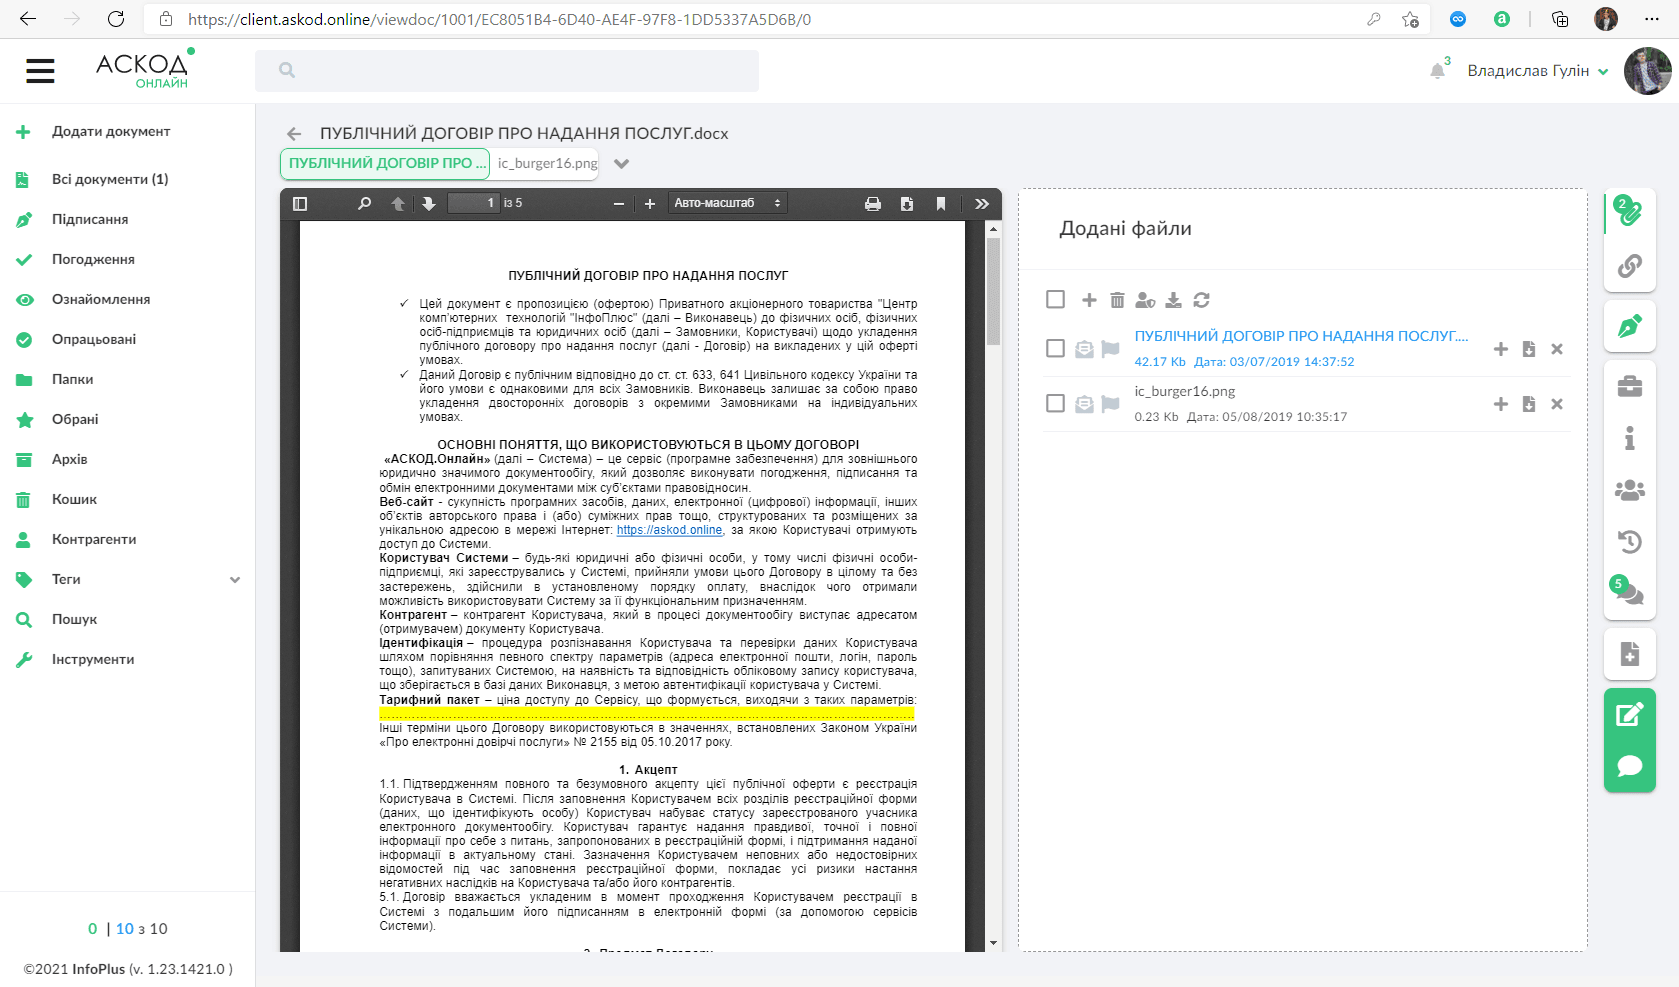 https://client.askod.online/viewdoc/1001/EC8051B4-6D40-AE4F-97F8-1DD5337A5D6B/0
АСКОД
ОНЛАЙН
3
Владислав Гулін
Додати документ
Всі документи (1)
Підписання
Погодження
Ознайомлення
Опрацьовані
Папки
Обрані
Архів
Кошик
Контрагенти
Теги
Пошук
Інструменти
0 | 10 з 10
©2021 InfoPlus (v. 1.23.1421.0 )
ПУБЛІЧНИЙ ДОГОВІР ПРО НАДАННЯ ПОСЛУГ.docx
ПУБЛІЧНИЙ ДОГОВІР ПРО ...
ic_burger16.png
1 із 5
Авто-масштаб
ПУБЛІЧНИЙ ДОГОВІР ПРО НАДАННЯ ПОСЛУГ
✓ Цей документ є пропозицією (офертою) Приватного акціонерного товариства "Центр
комп'ютерних технологій "ІнфоПлюс" (далі – Виконавець) до фізичних осіб, фізичних
осіб-підприємців та юридичних осіб (далі – Замовники, Користувачі) щодо укладення
публічного договору про надання послуг (далі - Договір) на викладених у цій оферті
умовах.
✓ Даний Договір є публічним відповідно до ст. ст. 633, 641 Цивільного кодексу України та
його умови є однаковими для всіх Замовників. Виконавець залишає за собою право
укладення двосторонніх договорів з окремими Замовниками на індивідуальних
умовах.
ОСНОВНІ ПОНЯТТЯ, ЩО ВИКОРИСТОВУЮТЬСЯ В ЦЬОМУ ДОГОВОРІ
«АСКОД.Онлайн» (далі – Система) – це сервіс (програмне забезпечення) для зовнішнього
юридично значимого документообігу, який дозволяє виконувати погодження, підписання та
обмін електронними документами між суб'єктами правовідносин.
Веб-сайт - сукупність програмних засобів, даних, електронної (цифрової) інформації, інших
об'єктів авторського права і (або) суміжних прав тощо, структурованих та розміщених за
унікальною адресою в мережі Інтернет: https://askod.online, за якою Користувачі отримують
доступ до Системи.
Користувач Системи – будь-які юридичні або фізичні особи, у тому числі фізичні особи-
підприємці, які зареєструвались у Системі, прийняли умови цього Договору в цілому та без
застережень, здійснили в установленому порядку оплату, внаслідок чого отримали
можливість використовувати Систему за її функціональним призначенням.
Контрагент – контрагент Користувача, який в процесі документообігу виступає адресатом
(отримувачем) документу Користувача.
Ідентифікація – процедура розпізнавання Користувача та перевірки даних Користувача
шляхом порівняння певного спектру параметрів (адреса електронної пошти, логін, пароль
тощо), запитуваних Системою, на наявність та відповідність обліковому запису користувача,
що зберігається в базі даних Виконавця, з метою автентифікації користувача у Системі.
Тарифний пакет – ціна доступу до Сервісу, що формується, виходячи з таких параметрів:
Інші терміни цього Договору використовуються в значеннях, встановлених Законом України
«Про електронні довірчі послуги» № 2155 від 05.10.2017 року.
1. Акцепт
1.1. Підтвердженням повного та безумовного акцепту цієї публічної оферти є реєстрація
Користувача в Системі. Після заповнення Користувачем всіх розділів реєстраційної форми
(даних, що ідентифікують особу) Користувач набуває статусу зареєстрованого учасника
електронного документообігу. Користувач гарантує надання правдивої, точної і повної
інформації про себе з питань, запропонованих в реєстраційній формі, і підтримання наданої
інформації в актуальному стані. Зазначення Користувачем неповних або недостовірних
відомостей під час заповнення реєстраційної форми, покладає усі ризики настання
негативних наслідків на Користувача та/або його контрагентів.
5.1. Договір вважається укладеним в момент проходження Користувачем реєстрації в
Системі з подальшим його підписанням в електронній формі (за допомогою сервісів
Системи).
2. Предмет Договору
Додані файли
ПУБЛІЧНИЙ ДОГОВІР ПРО НАДАННЯ ПОСЛУГ....
42.17 Kb Дата: 03/07/2019 14:37:52
ic_burger16.png
0.23 Kb Дата: 05/08/2019 10:35:17
2
5